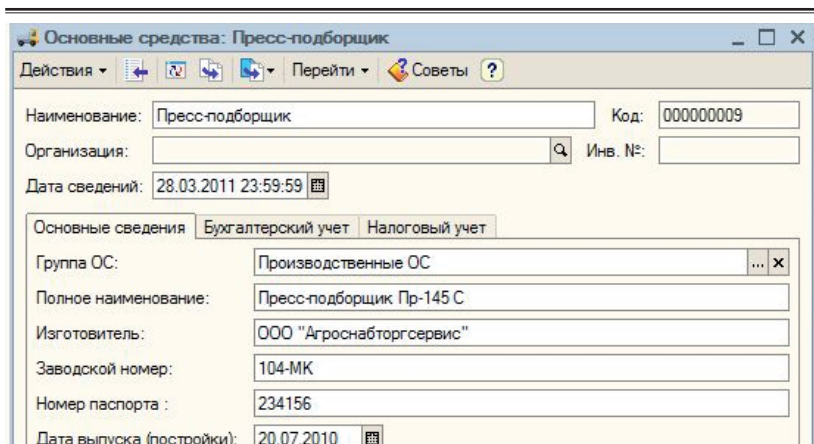 Основные средства: Пресс-подборщик
Действия Перейти Советы ?
Наименование: Пресс-подборщик Код: 000000009
Организация: Инв. №:
Дата сведений: 28.03.2011 23:59:59
Основные сведения Бухгалтерский учет Налоговый учет
Группа ОС: Производственные ОС ... x
Полное наименование: Пресс-подборщик Пр-145 С
Изготовитель: ООО "Агроснабторгсервис"
Заводской номер: 104-МК
Номер паспорта : 234156
Дата выпуска (постройки): 20.07.2010